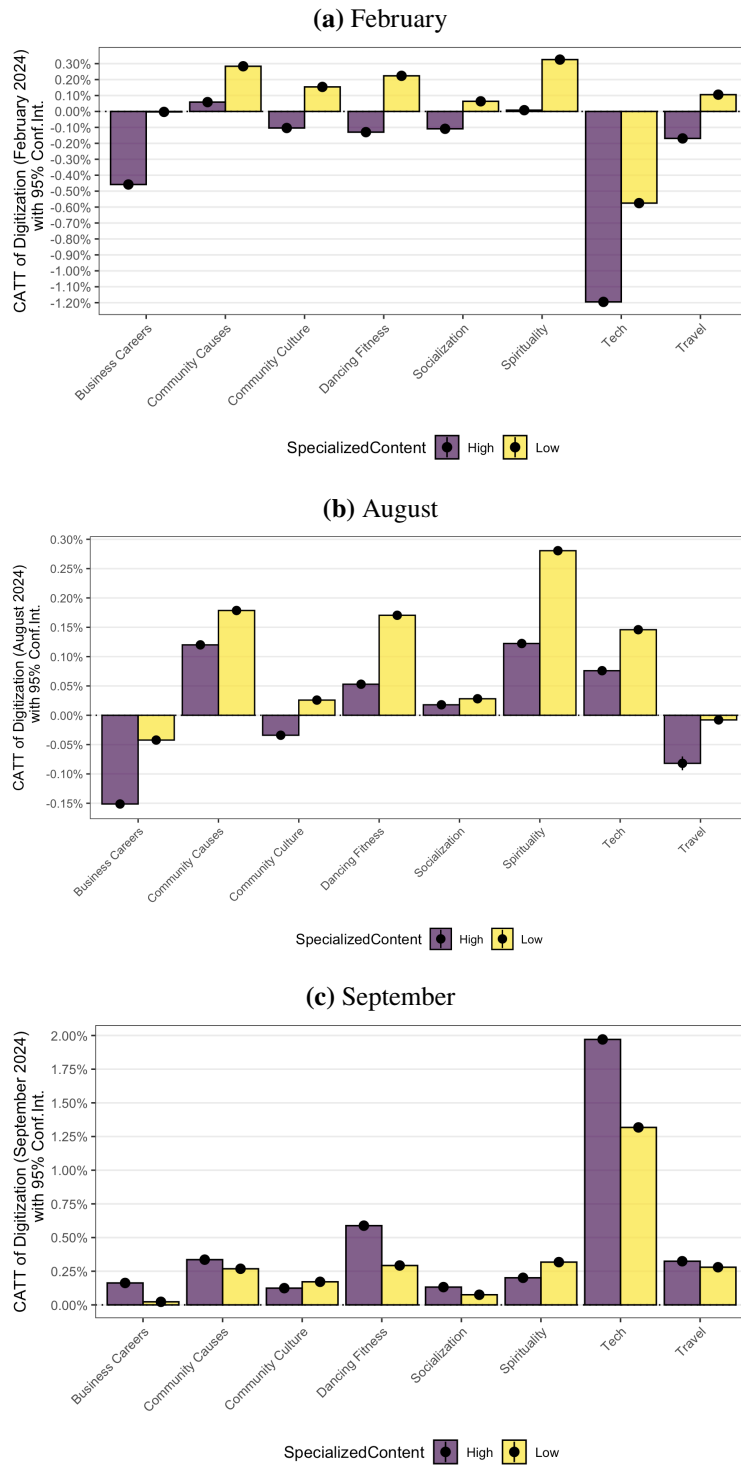 (a) February
CATT of Digitization (February 2024)
with 95% Conf.Int.
0.30%
0.20%
0.10%
0.00%
-0.10%
-0.20%
-0.30%
-0.40%
-0.50%
-0.60%
-0.70%
-0.80%
-0.90%
-1.00%
-1.10%
-1.20%
Business Careers
Community Causes
Community Culture
Dancing Fitness
Socialization
Spirituality
Tech
Travel
SpecializedContent High Low
(b) August
CATT of Digitization (August 2024)
with 95% Conf.Int.
0.30%
0.25%
0.20%
0.15%
0.10%
0.05%
0.00%
-0.05%
-0.10%
-0.15%
Business Careers
Community Causes
Community Culture
Dancing Fitness
Socialization
Spirituality
Tech
Travel
SpecializedContent High Low
(c) September
CATT of Digitization (September 2024)
with 95% Conf.Int.
2.00%
1.75%
1.50%
1.25%
1.00%
0.75%
0.50%
0.25%
0.00%
Business Careers
Community Causes
Community Culture
Dancing Fitness
Socialization
Spirituality
Tech
Travel
SpecializedContent High Low